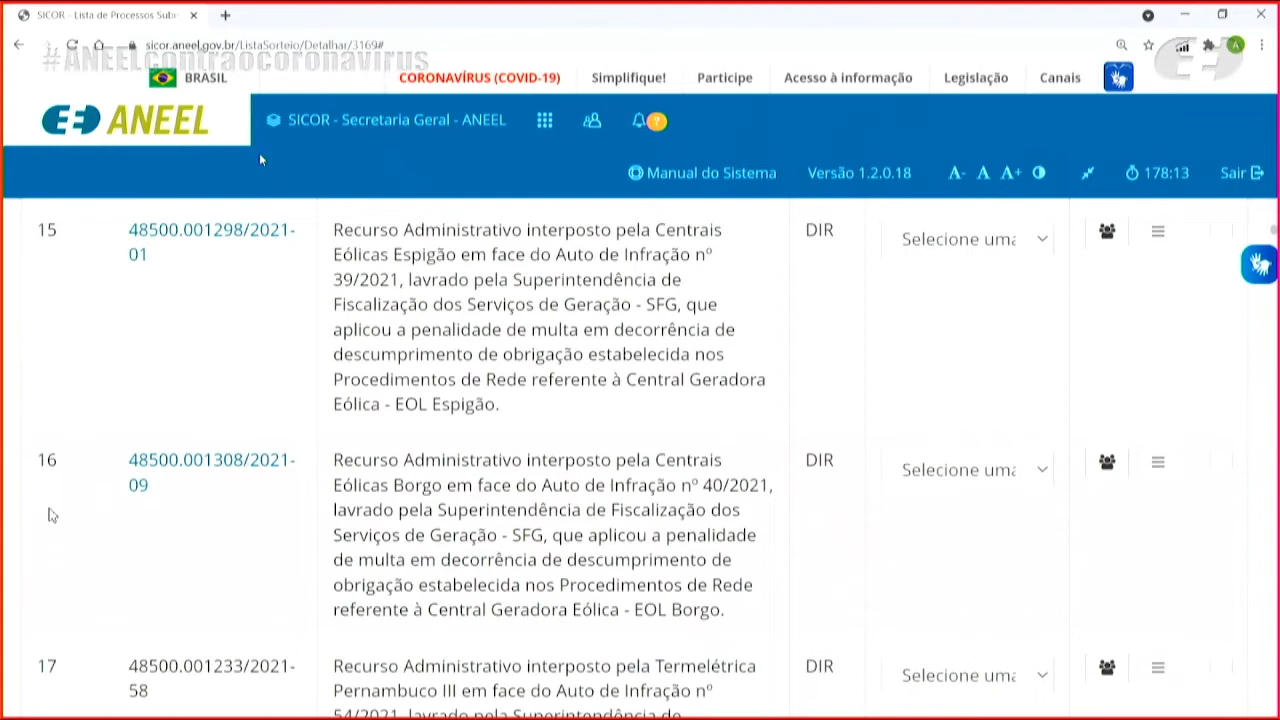 SICOR - Lista de Processos Sub
sicor.aneel.gov.br/ListaSorteio/Detalhar/3169#
#ANEELcontraocoronavirus
A
BRASIL
CORONAVÍRUS (COVID-19)
Simplifique!
Participe
Acesso à informação
Legislação
Canais
ANEEL
SICOR - Secretaria Geral - ANEEL
?
Manual do Sistema
Versão 1.2.0.18
A-
A
A+
178:13
Sair
15
48500.001298/2021-
01
Recurso Administrativo interposto pela Centrais
Eólicas Espigão em face do Auto de Infração nº
39/2021, lavrado pela Superintendência de
Fiscalização dos Serviços de Geração - SFG, que
aplicou a penalidade de multa em decorrência de
descumprimento de obrigação estabelecida nos
Procedimentos de Rede referente à Central Geradora
Eólica - EOL Espigão.
DIR
Selecione uma
16
48500.001308/2021-
09
Recurso Administrativo interposto pela Centrais
Eólicas Borgo em face do Auto de Infração nº 40/2021,
lavrado pela Superintendência de Fiscalização dos
Serviços de Geração - SFG, que aplicou a penalidade
de multa em decorrência de descumprimento de
obrigação estabelecida nos Procedimentos de Rede
referente à Central Geradora Eólica - EOL Borgo.
DIR
Selecione uma
17
48500.001233/2021-
58
Recurso Administrativo interposto pela Termelétrica
Pernambuco III em face do Auto de Infração nº
54/2021, lavrado pela Superintendência de
DIR
Selecione uma